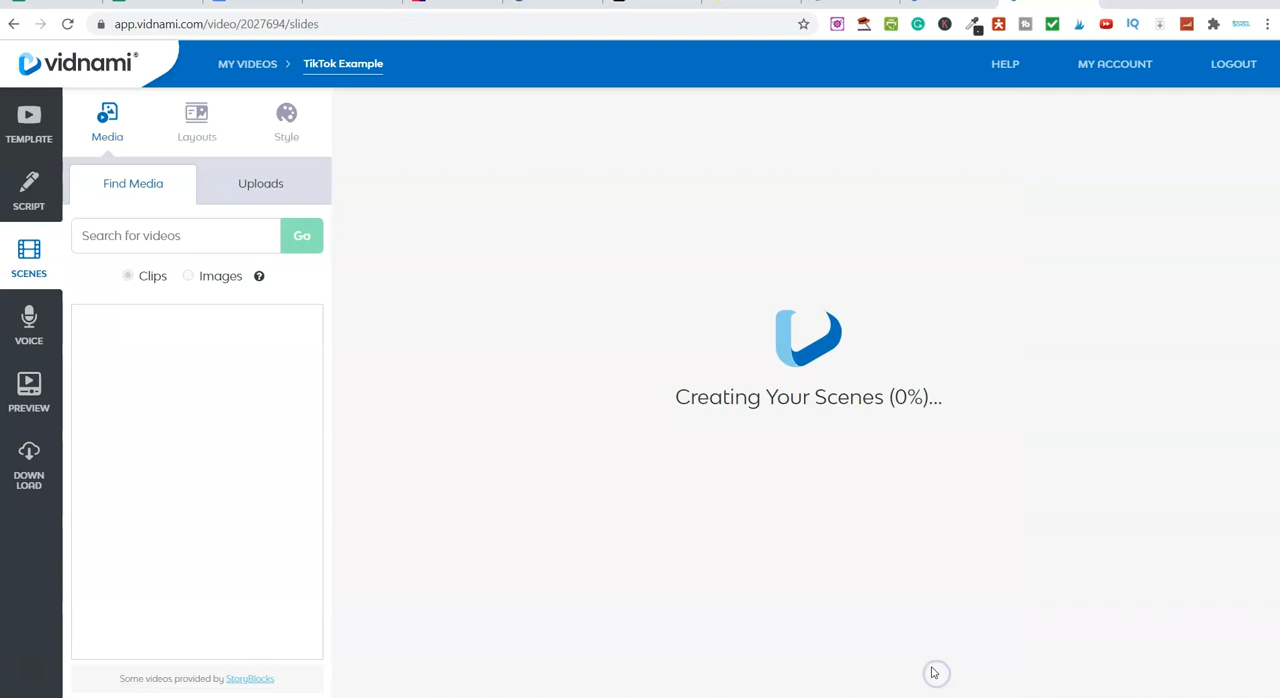 app.vidnami.com/video/2027694/slides
vidnami®
MY VIDEOS > TikTok Example
HELP
MY ACCOUNT
LOGOUT
TEMPLATE
SCRIPT
SCENES
VOICE
PREVIEW
DOWN
LOAD
Media
Layouts
Style
Find Media
Uploads
Search for videos
Go
Clips
Images
?
Some videos provided by StoryBlocks
Creating Your Scenes (0%)...